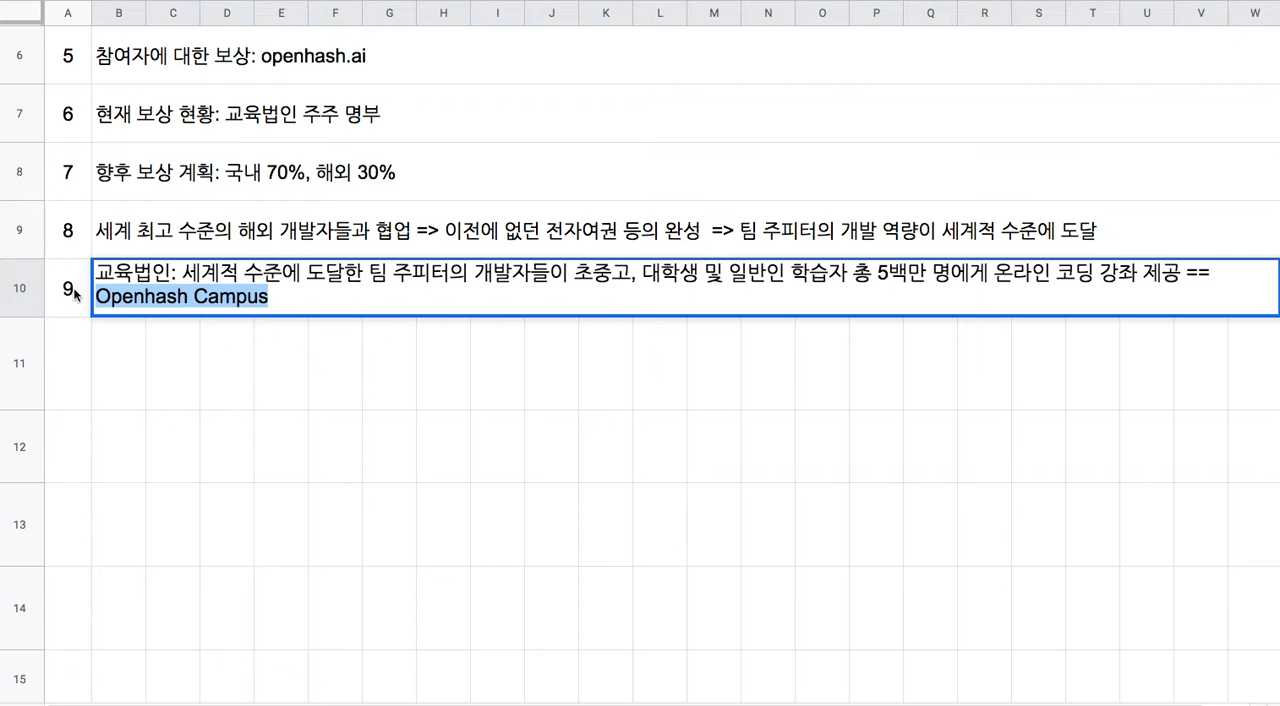 A B C D E F G H I J K L M N O P Q R S T U V W
6 5 참여자에 대한 보상: openhash.ai
7 6 현재 보상 현황: 교육법인 주주 명부
8 7 향후 보상 계획: 국내 70%, 해외 30%
9 8 세계 최고 수준의 해외 개발자들과 협업 => 이전에 없던 전자여권 등의 완성 => 팀 주피터의 개발 역량이 세계적 수준에 도달
10 9 교육법인: 세계적 수준에 도달한 팀 주피터의 개발자들이 초중고, 대학생 및 일반인 학습자 총 5백만 명에게 온라인 코딩 강좌 제공 ==
Openhash Campus
11
12
13
14
15